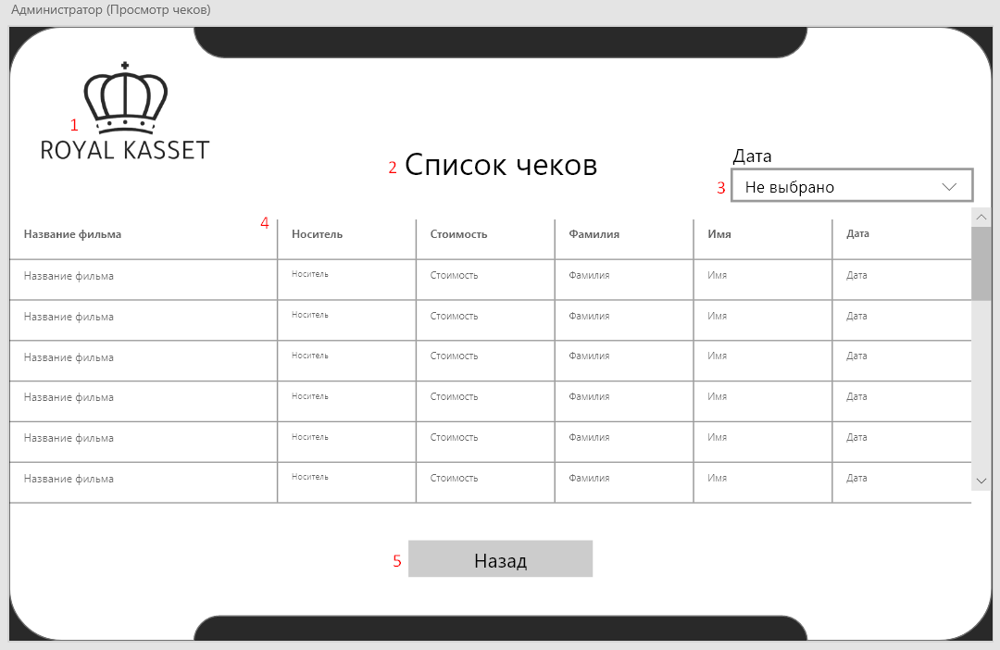 Администратор (Просмотр чеков)
1
ROYAL KASSET
2 Список чеков
Дата
3 Не выбрано
4
Название фильма Носитель Стоимость Фамилия Имя Дата
Название фильма Носитель Стоимость Фамилия Имя Дата
Название фильма Носитель Стоимость Фамилия Имя Дата
Название фильма Носитель Стоимость Фамилия Имя Дата
Название фильма Носитель Стоимость Фамилия Имя Дата
Название фильма Носитель Стоимость Фамилия Имя Дата
Название фильма Носитель Стоимость Фамилия Имя Дата
5 Назад